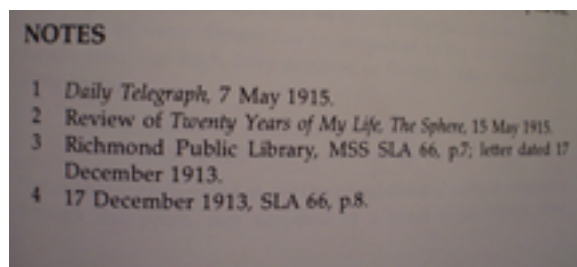 NOTES
1 Daily Telegraph, 7 May 1915.
2 Review of Twenty Years of My Life, The Sphere, 15 May 1915.
3 Richmond Public Library, MSS SLA 66, p.7; letter dated 17
December 1913.
4 17 December 1913, SLA 66, p.8.